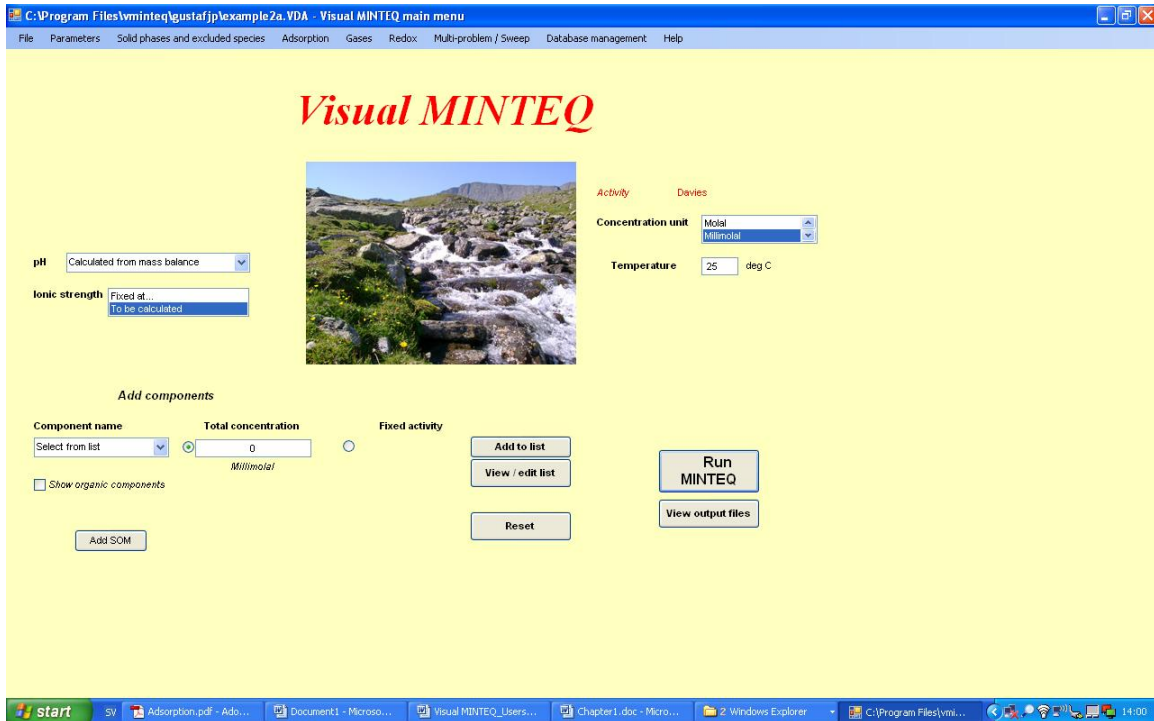 C:\Program Files\vminteq\gustafjp\example2a.VDA - Visual MINTEQ main menu
File Parameters Solid phases and excluded species Adsorption Gases Redox Multi-problem / Sweep Database management Help
Visual MINTEQ
Activity Davies
Concentration unit Molal
Millimolal
pH Calculated from mass balance
Temperature 25 deg C
Ionic strength Fixed at...
To be calculated
Add components
Component name Total concentration Fixed activity
Select from list 0 Add to list
Millimolal
View / edit list
Run
MINTEQ
Show organic components
View output files
Reset
Add SOM
start SV Adsorption.pdf - Ado... Document1 - Microso... Visual MINTEQ_Users... Chapter1.doc - Micro... 2 Windows Explorer C:\Program Files\vmi... 14:00